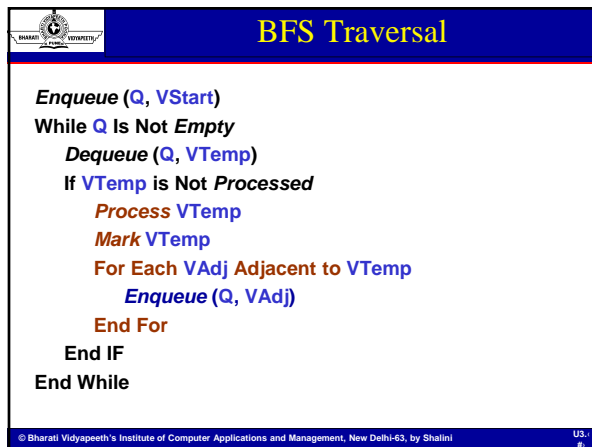 BHARATI VIDYAPEETH,
PUNE
BFS Traversal
Enqueue (Q, VStart)
While Q Is Not Empty
Dequeue (Q, VTemp)
If VTemp is Not Processed
Process VTemp
Mark VTemp
For Each VAdj Adjacent to VTemp
Enqueue (Q, VAdj)
End For
End IF
End While
© Bharati Vidyapeeth's Institute of Computer Applications and Management, New Delhi-63, by Shalini
U3.
#